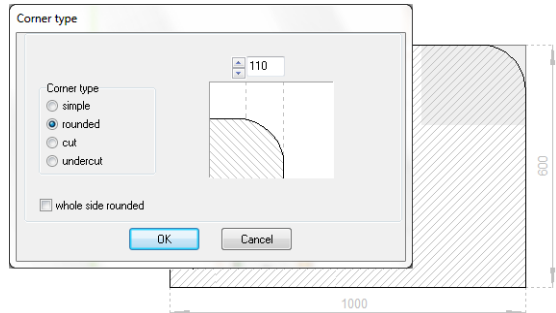 Corner type
110
Corner type
simple
rounded
cut
undercut
whole side rounded
OK
Cancel
600
1000